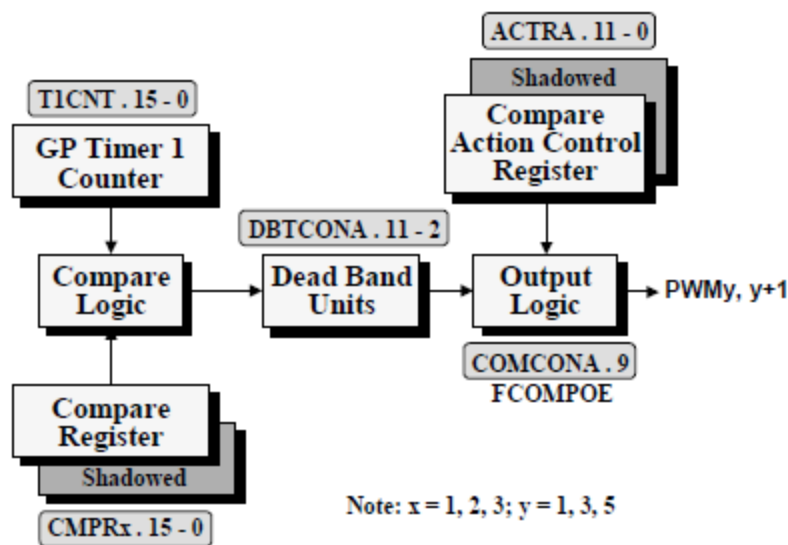 ACTRA . 11 - 0
Shadowed
Compare
Action Control
Register
T1CNT . 15 - 0
GP Timer 1
Counter
DBTCONA . 11 - 2
Compare
Logic
Dead Band
Units
Output
Logic
PWMy, y+1
COMCONA . 9
FCOMPOE
Compare
Register
Shadowed
CMPRx . 15 - 0
Note: x = 1, 2, 3; y = 1, 3, 5